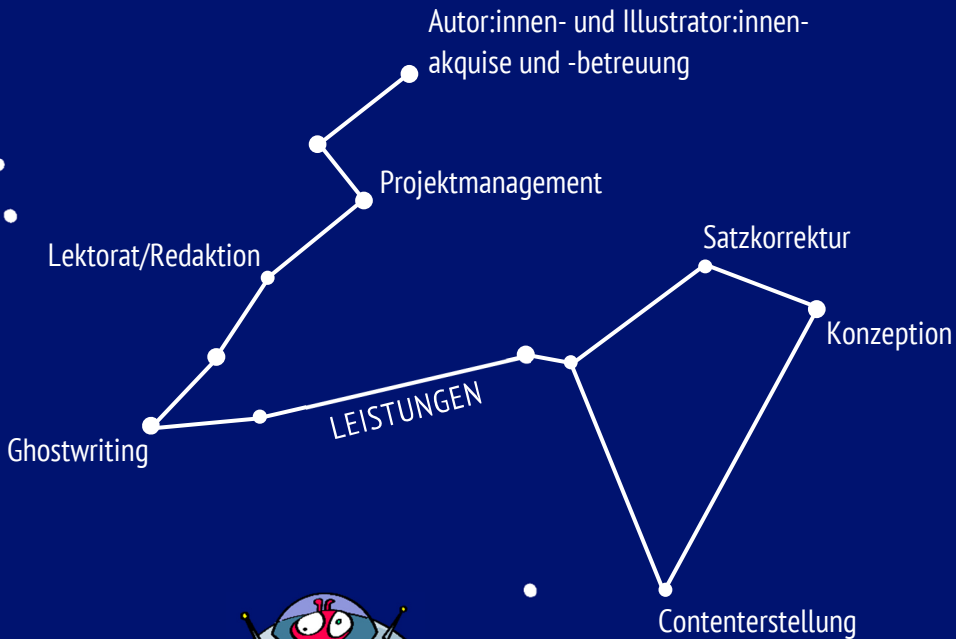 Autor:innen- und Illustrator:innen-
akquise und -betreuung
Projektmanagement
Lektorat/Redaktion
Satzkorrektur
Konzeption
LEISTUNGEN
Ghostwriting
Contenterstellung